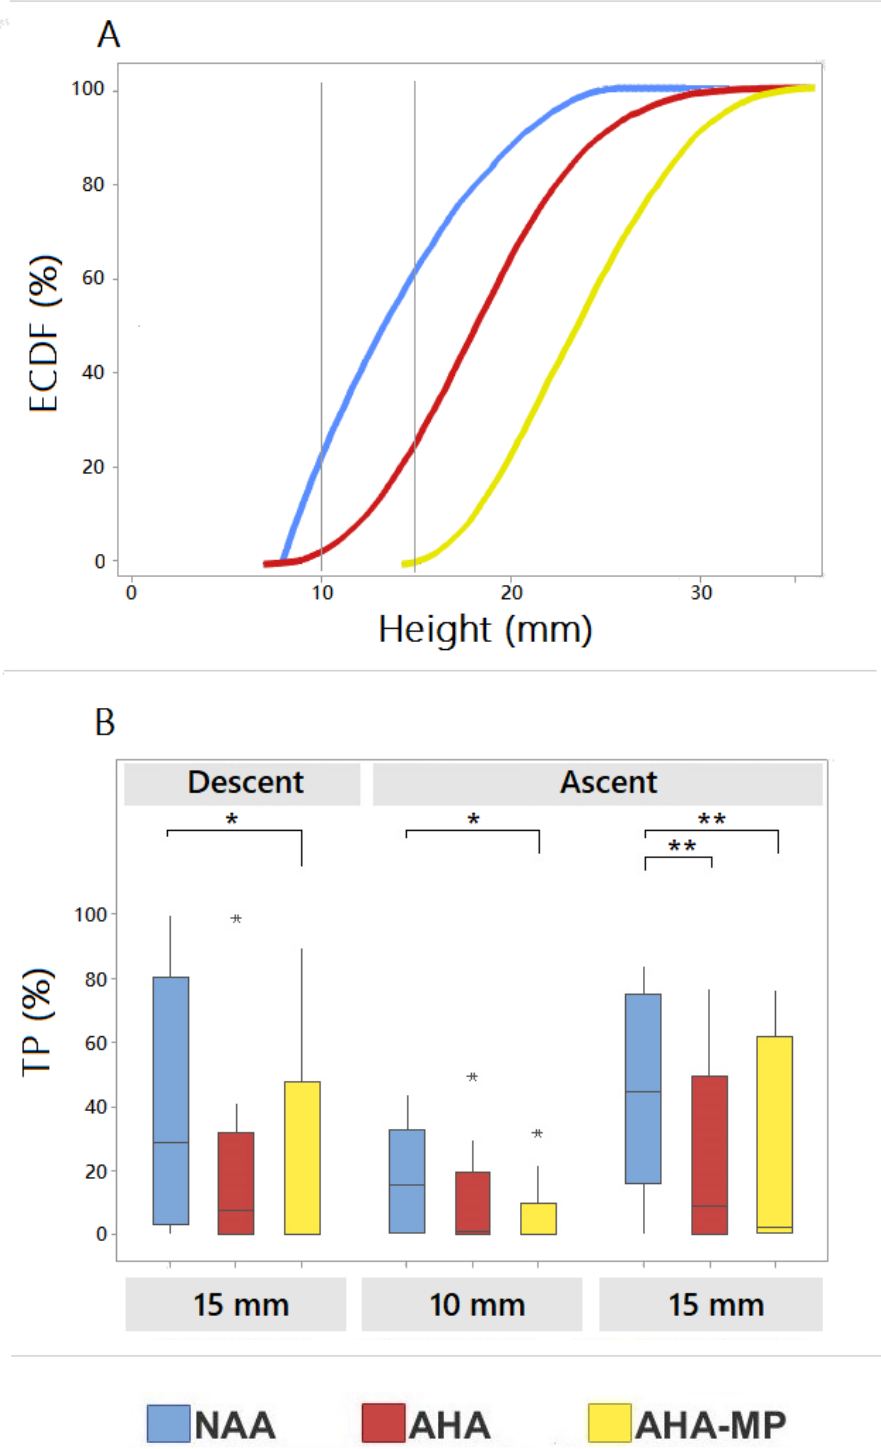 A
100
80
60
40
20
0
ECDF (%)
0 10 20 30
Height (mm)
B
Descent Ascent
* * ** **
100
80
60
40
20
0
TP (%)
15 mm 10 mm 15 mm
NAA AHA AHA-MP